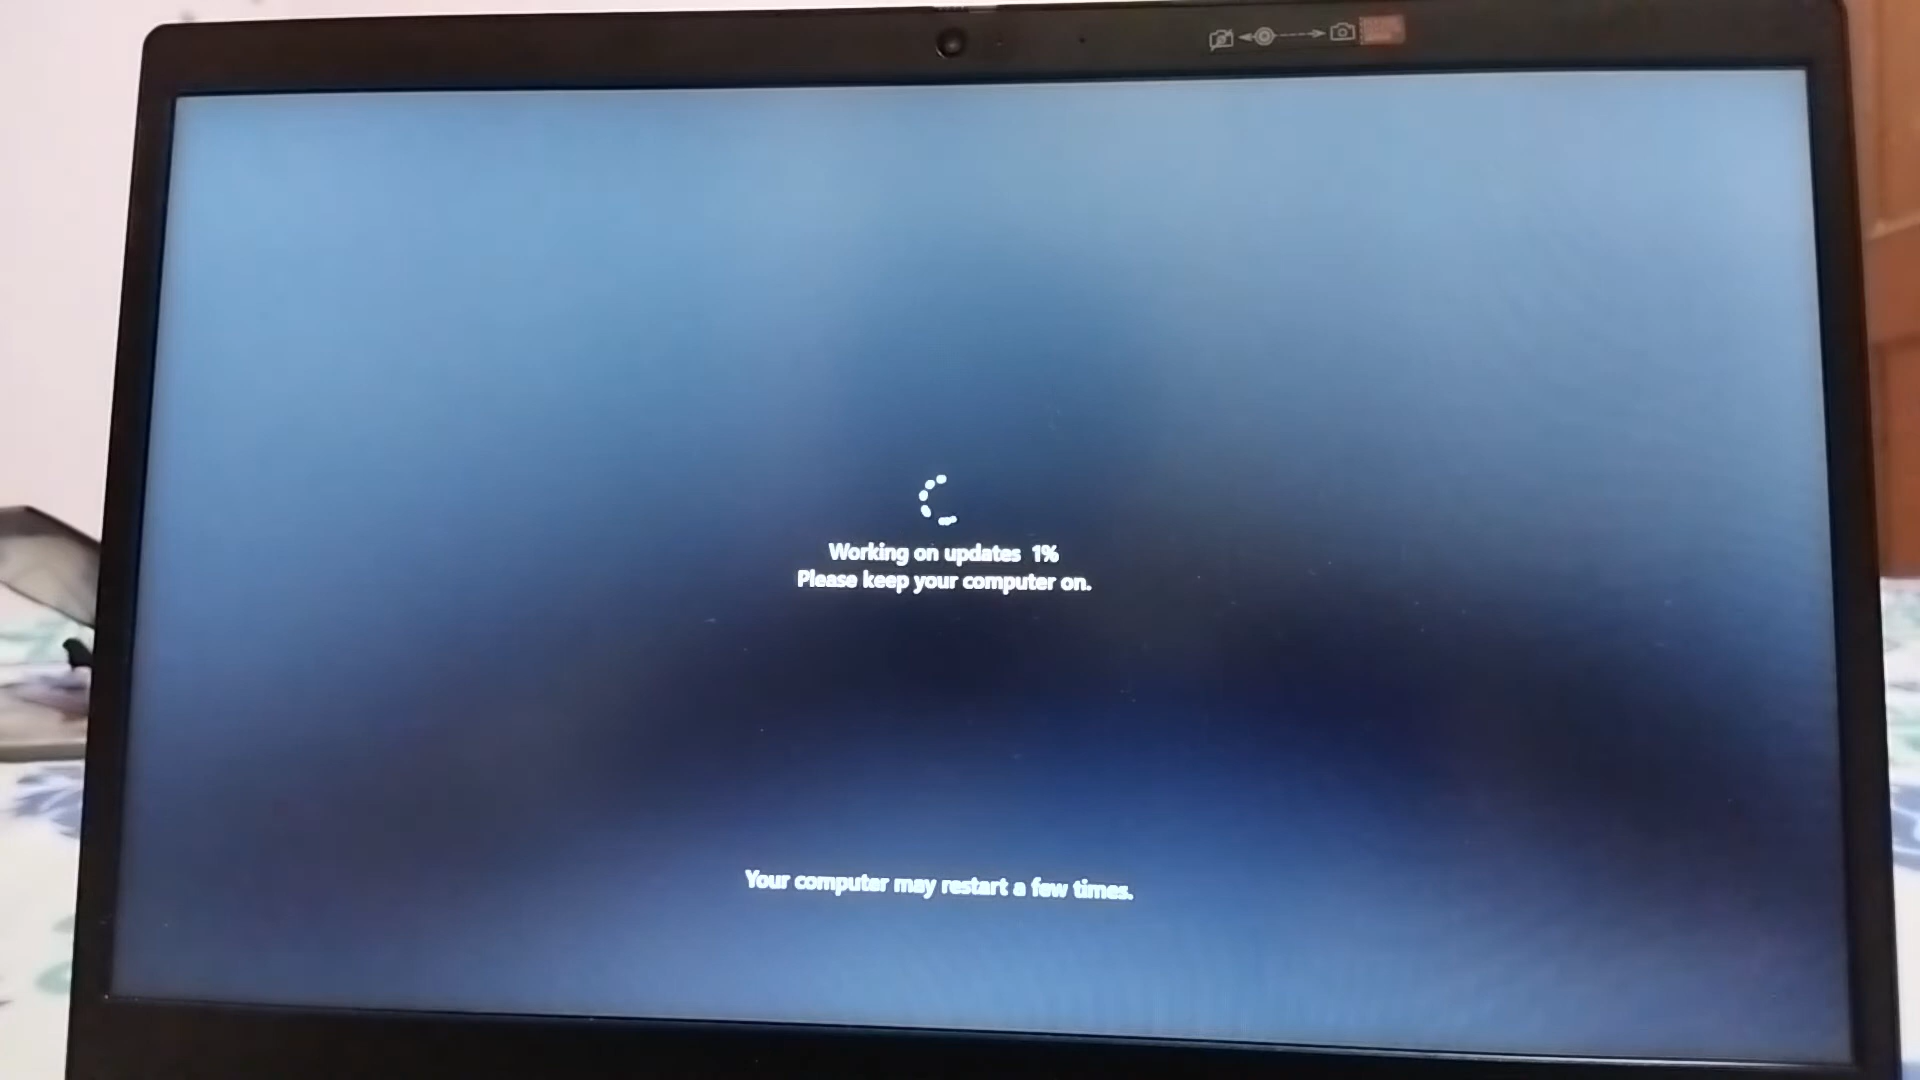 Working on updates 1%
Please keep your computer on.
Your computer may restart a few times.